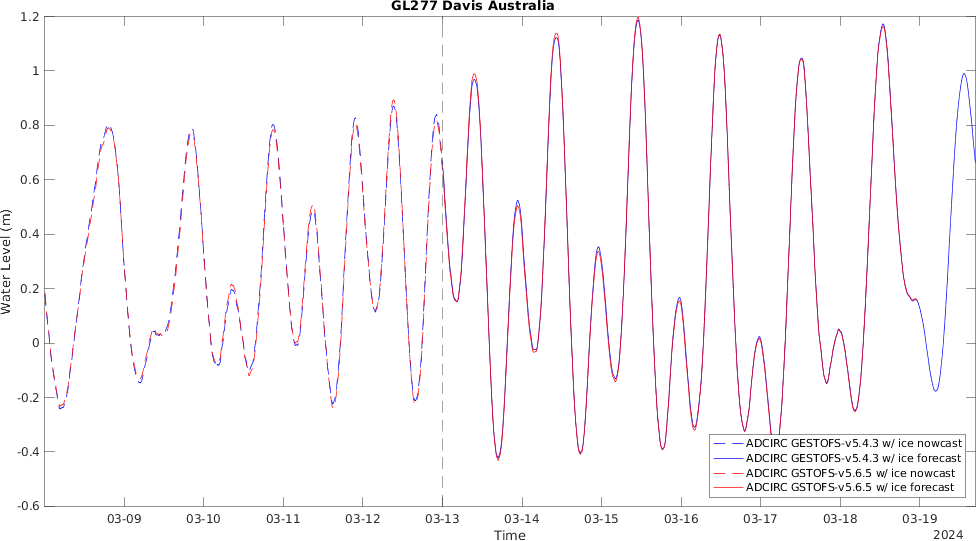 GL277 Davis Australia
1.2
1
0.8
0.6
0.4
0.2
0
-0.2
-0.4
-0.6
Water Level (m)
ADCIRC GESTOFS-v5.4.3 w/ ice nowcast
ADCIRC GESTOFS-v5.4.3 w/ ice forecast
ADCIRC GSTOFS-v5.6.5 w/ ice nowcast
ADCIRC GSTOFS-v5.6.5 w/ ice forecast
03-09 03-10 03-11 03-12 03-13 03-14 03-15 03-16 03-17 03-18 03-19
Time
2024